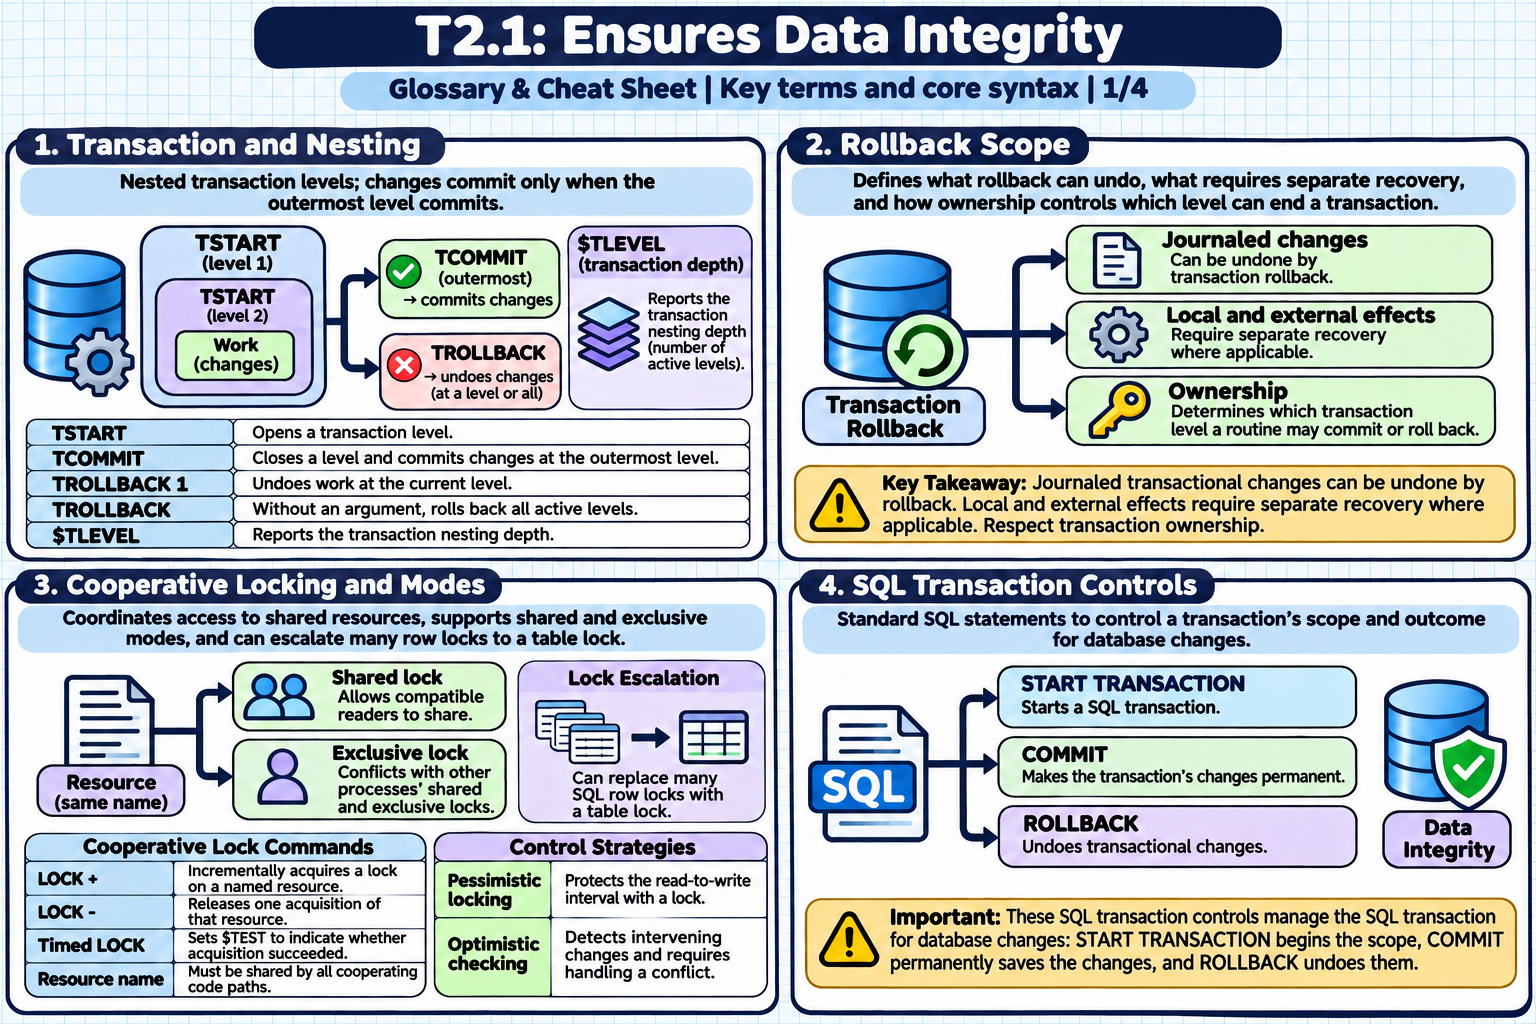 T2.1: Ensures Data Integrity
Glossary & Cheat Sheet | Key terms and core syntax | 1/4
1. Transaction and Nesting
Nested transaction levels; changes commit only when the
outermost level commits.
TSTART
(level 1)
TSTART
(level 2)
Work
(changes)
TCOMMIT
(outermost)
→ commits changes
TROLLBACK
→ undoes changes
(at a level or all)
$TLEVEL
(transaction depth)
Reports the
transaction
nesting depth
(number of
active levels).
TSTART
Opens a transaction level.
TCOMMIT
Closes a level and commits changes at the outermost level.
TROLLBACK 1
Undoes work at the current level.
TROLLBACK
Without an argument, rolls back all active levels.
$TLEVEL
Reports the transaction nesting depth.
2. Rollback Scope
Defines what rollback can undo, what requires separate recovery,
and how ownership controls which level can end a transaction.
Transaction
Rollback
Journaled changes
Can be undone by
transaction rollback.
Local and external effects
Require separate recovery
where applicable.
Ownership
Determines which transaction
level a routine may commit or roll back.
Key Takeaway: Journaled transactional changes can be undone by
rollback. Local and external effects require separate recovery where
applicable. Respect transaction ownership.
3. Cooperative Locking and Modes
Coordinates access to shared resources, supports shared and exclusive
modes, and can escalate many row locks to a table lock.
Resource
(same name)
Shared lock
Allows compatible
readers to share.
Exclusive lock
Conflicts with other
processes' shared
and exclusive locks.
Lock Escalation
Can replace many
SQL row locks with
a table lock.
Cooperative Lock Commands
LOCK +
Incrementally acquires a lock
on a named resource.
LOCK -
Releases one acquisition of
that resource.
Timed LOCK
Sets $TEST to indicate whether
acquisition succeeded.
Resource name
Must be shared by all cooperating
code paths.
Control Strategies
Pessimistic
locking
Protects the read-to-write
interval with a lock.
Optimistic
checking
Detects intervening
changes and requires
handling a conflict.
4. SQL Transaction Controls
Standard SQL statements to control a transaction's scope and outcome
for database changes.
SQL
START TRANSACTION
Starts a SQL transaction.
COMMIT
Makes the transaction's changes permanent.
ROLLBACK
Undoes transactional changes.
Data
Integrity
Important: These SQL transaction controls manage the SQL transaction
for database changes: START TRANSACTION begins the scope, COMMIT
permanently saves the changes, and ROLLBACK undoes them.